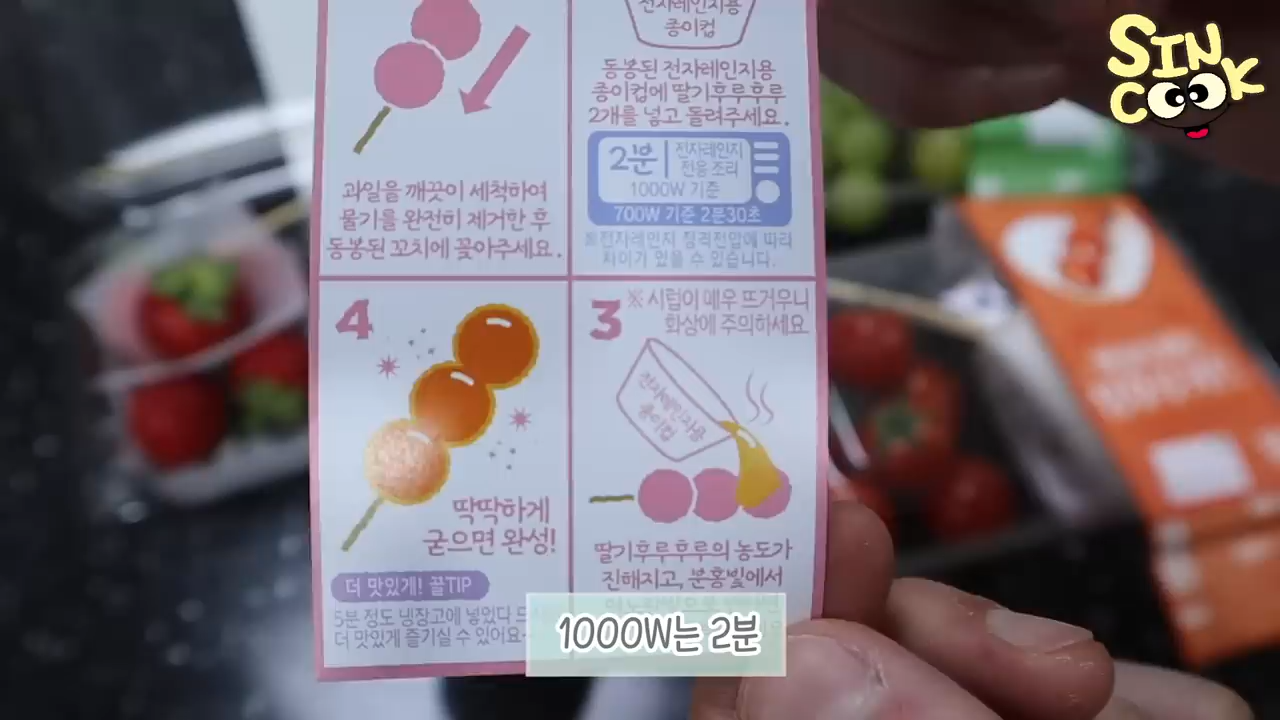 SIN
COOK
과일을 깨끗이 세척하여
물기를 완전히 제거한 후
동봉된 꼬치에 꽂아주세요.
전자레인지용
종이컵
동봉된 전자레인지용
종이컵에 딸기후루후루
2개를 넣고 돌려주세요.
2분
전자레인지
전용 조리
1000W 기준
700W 기준 2분30초
※전자레인지 정격전압에 따라
차이가 있을 수 있습니다.
4
딱딱하게
굳으면 완성!
더 맛있게! 꿀TIP
5분 정도 냉장고에 넣었다
더 맛있게 즐기실 수 있어요
3
※ 시럽이 매우 뜨거우니
화상에 주의하세요
전자레인지용
종이컵
딸기후루후루의 농도가
진해지고, 분홍빛에서
1000W는 2분